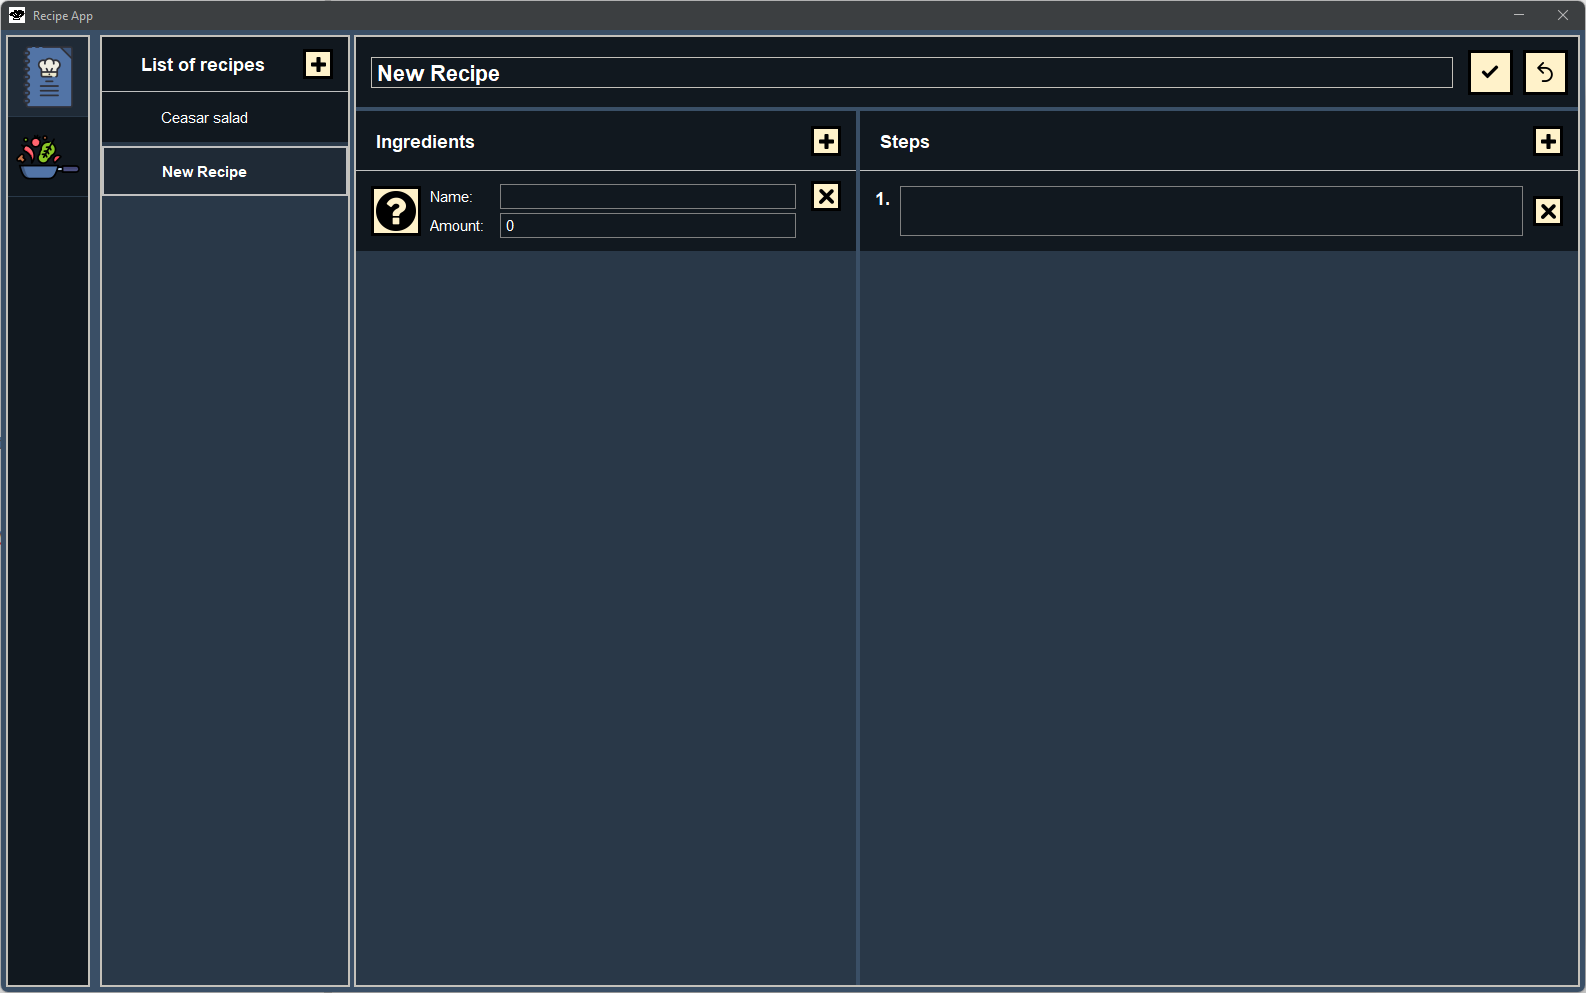 Recipe App
List of recipes
Ceasar salad
New Recipe
New Recipe
Ingredients
Name:
Amount: 0
Steps
1.